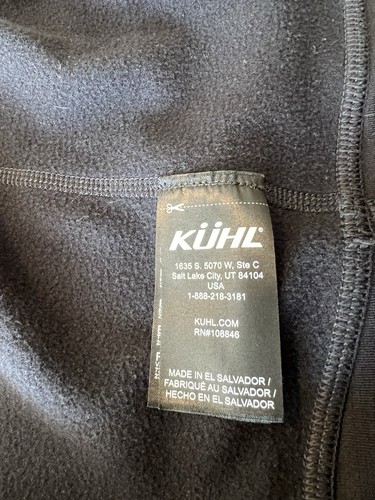 KÜHL
1635 S. 5070 W, Ste C
Salt Lake City, UT 84104
USA
1-888-218-3181
KUHL.COM
RN#108846
MADE IN EL SALVADOR /
FABRIQUÉ AU SALVADOR /
HECHO EN EL SALVADOR